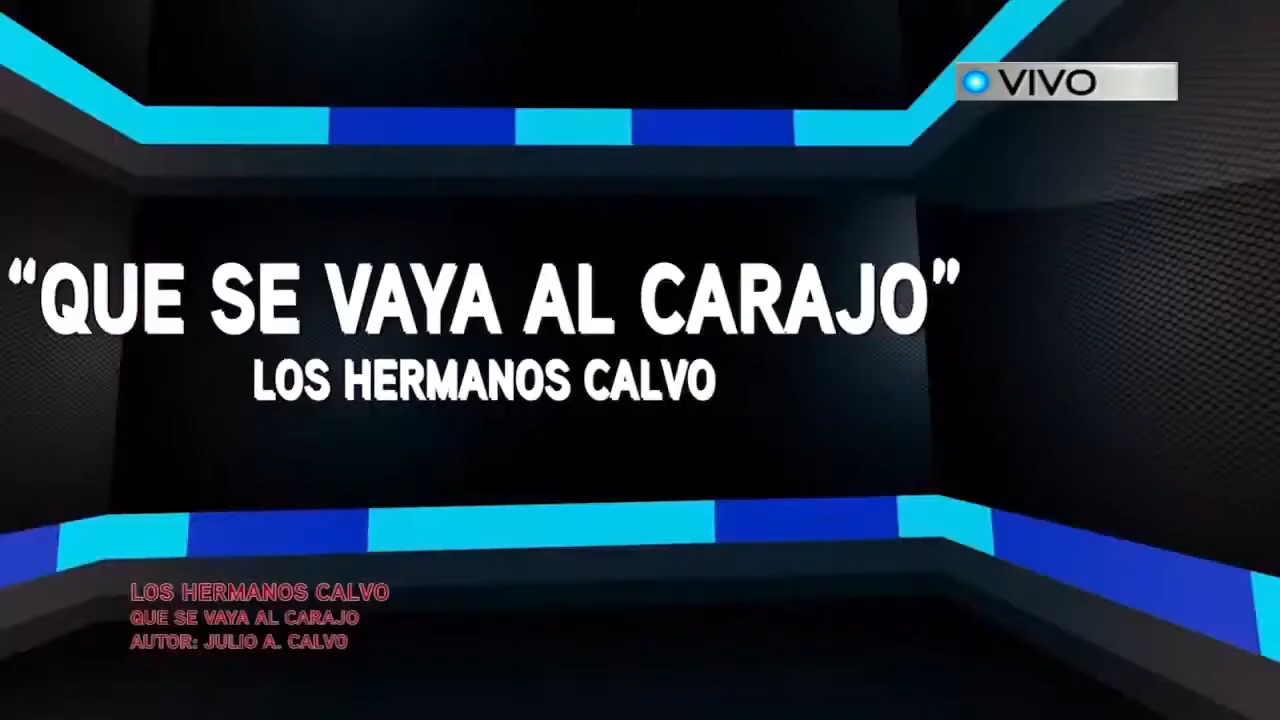 VIVO
“QUE SE VAYA AL CARAJO”
LOS HERMANOS CALVO
LOS HERMANOS CALVO
QUE SE VAYA AL CARAJO
AUTOR: JULIO A. CALVO